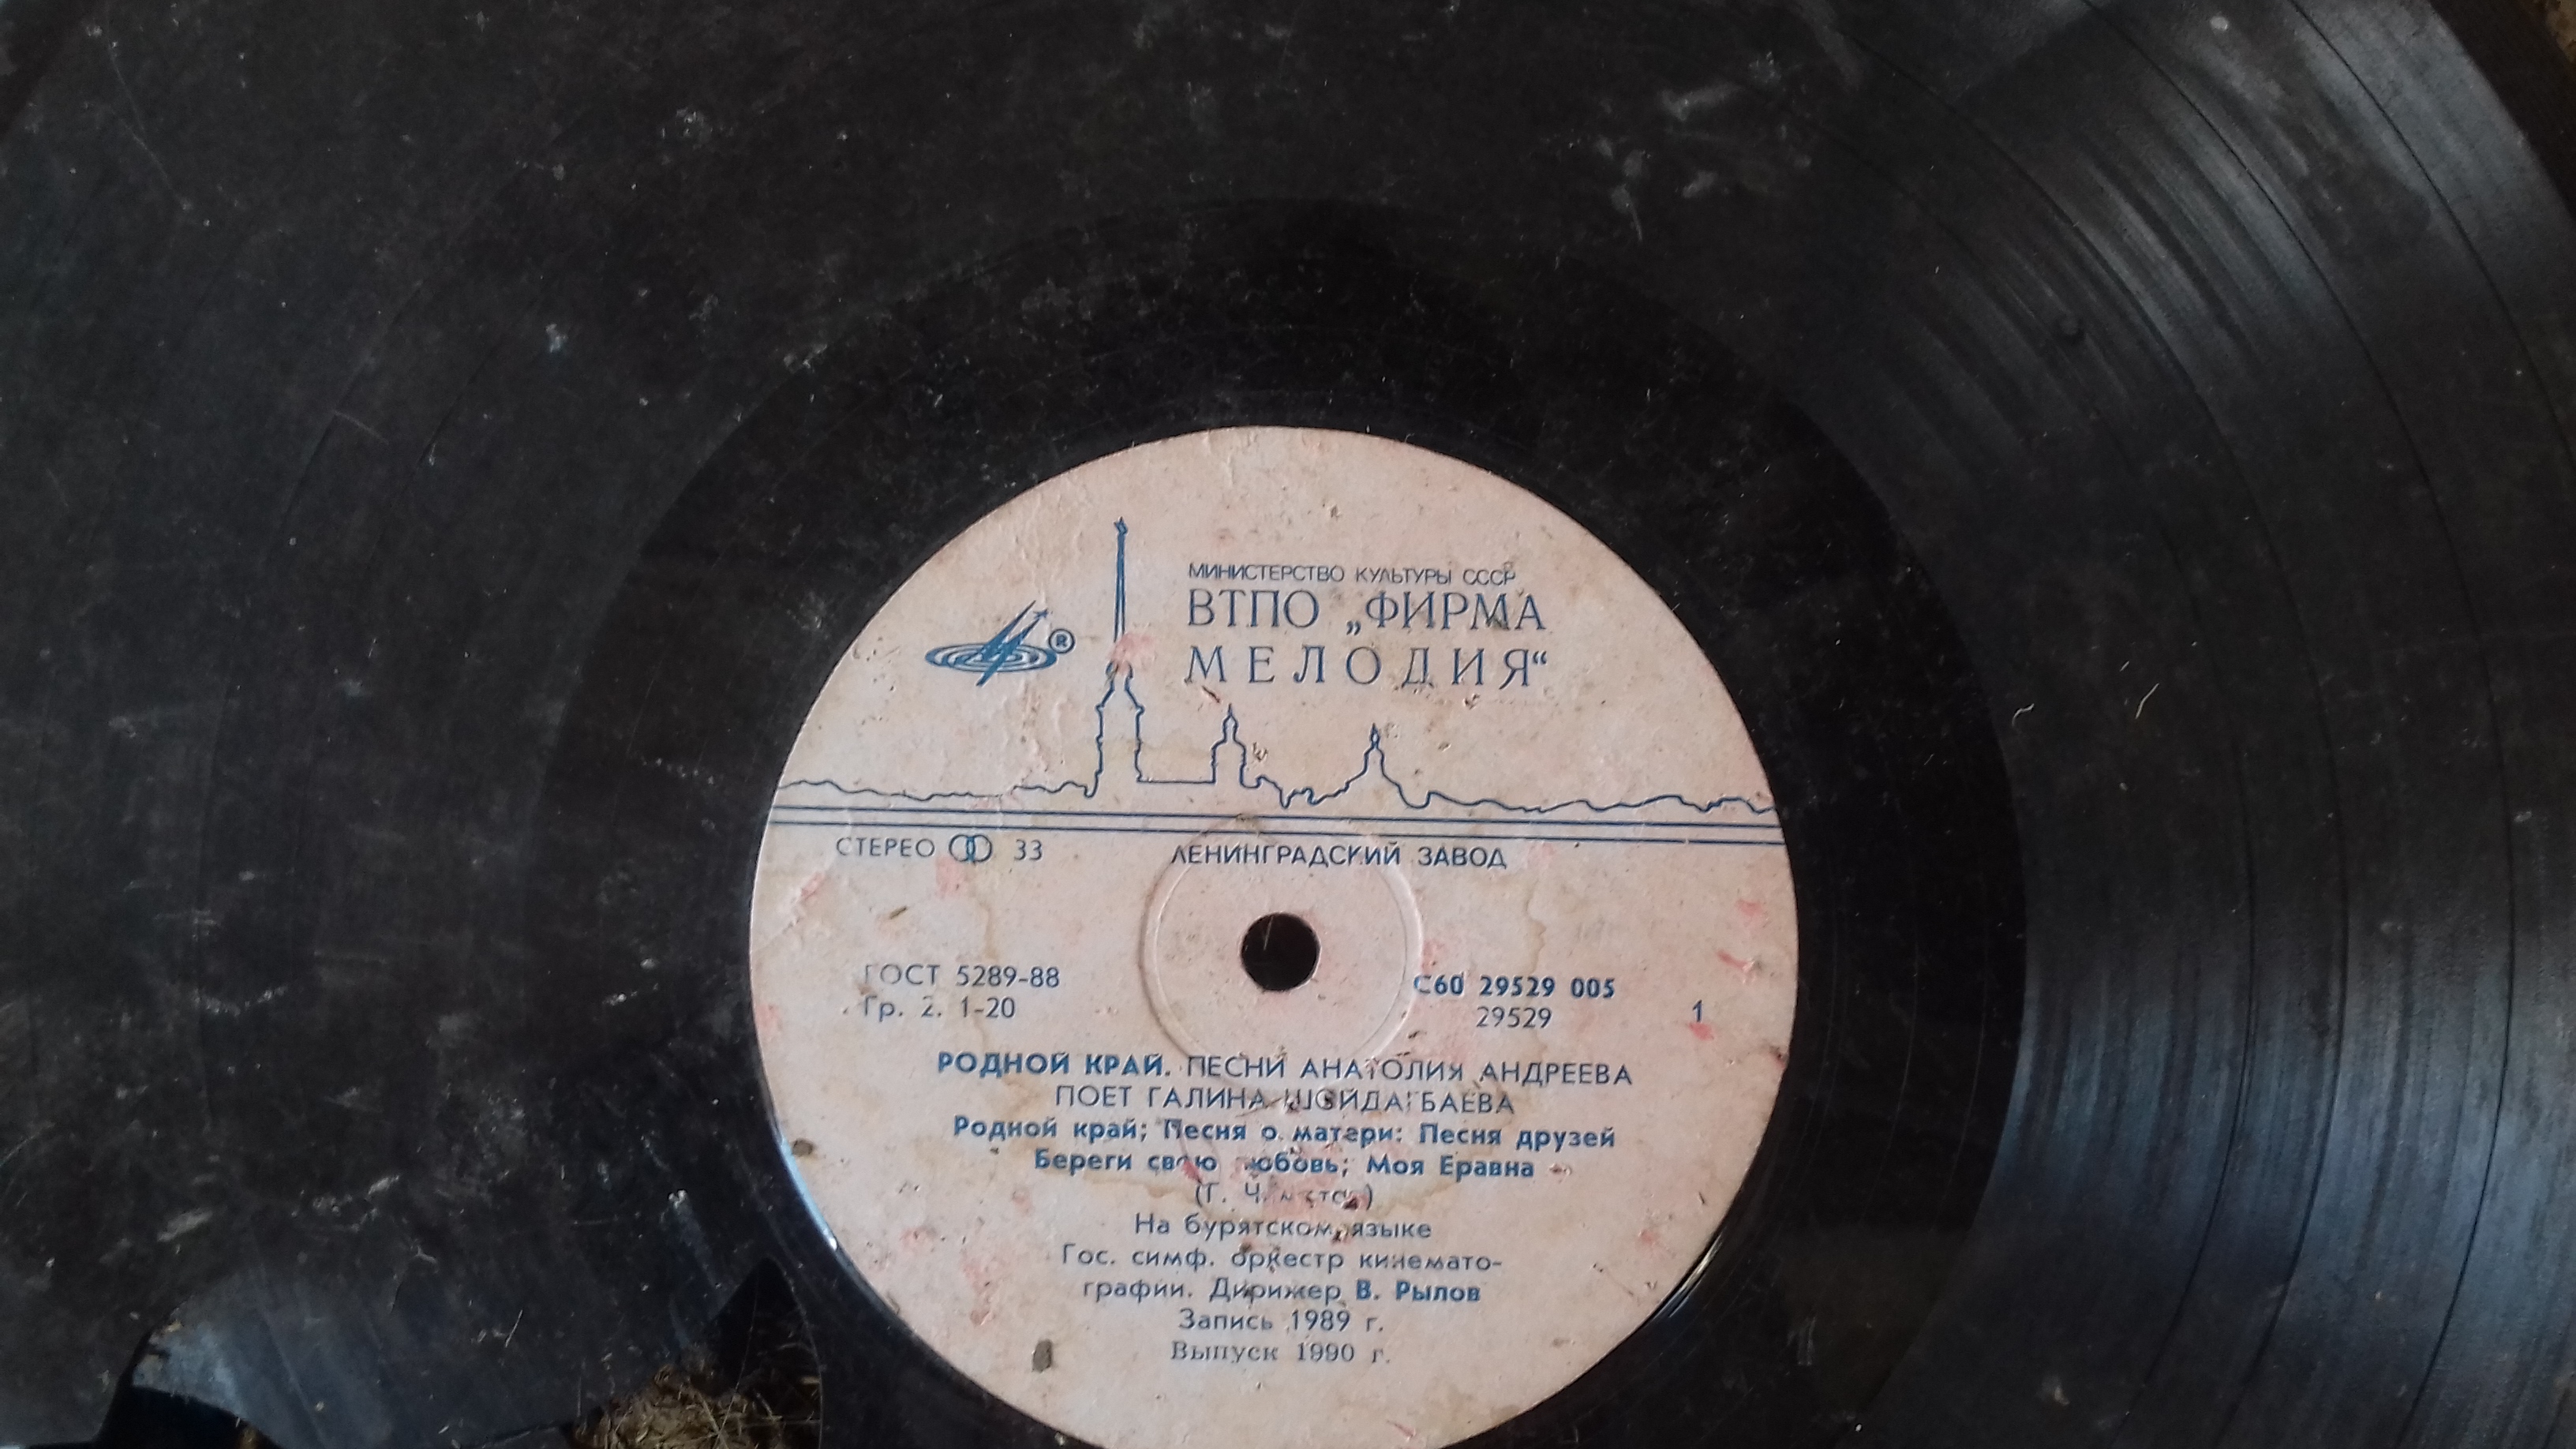 МИНИСТЕРСТВО КУЛЬТУРЫ СССР
ВТПО „ФИРМА
МЕЛОДИЯ“
®
СТЕРЕО 33
ЛЕНИНГРАДСКИЙ ЗАВОД
ГОСТ 5289-88
Гр. 2. 1-20
С60 29529 005
29529
1
РОДНОЙ КРАЙ. ПЕСНИ АНАТОЛИЯ АНДРЕЕВА
ПОЕТ ГАЛИНА ШОЙДАГБАЕВА
Родной край; Песня о матери; Песня друзей
Береги свою любовь; Моя Еравна
(Г.
На бурятском языке
Гос. симф. оркестр кинемато-
графии. Дирижер В. Рылов
Запись 1989 г.
Выпуск 1990 г.